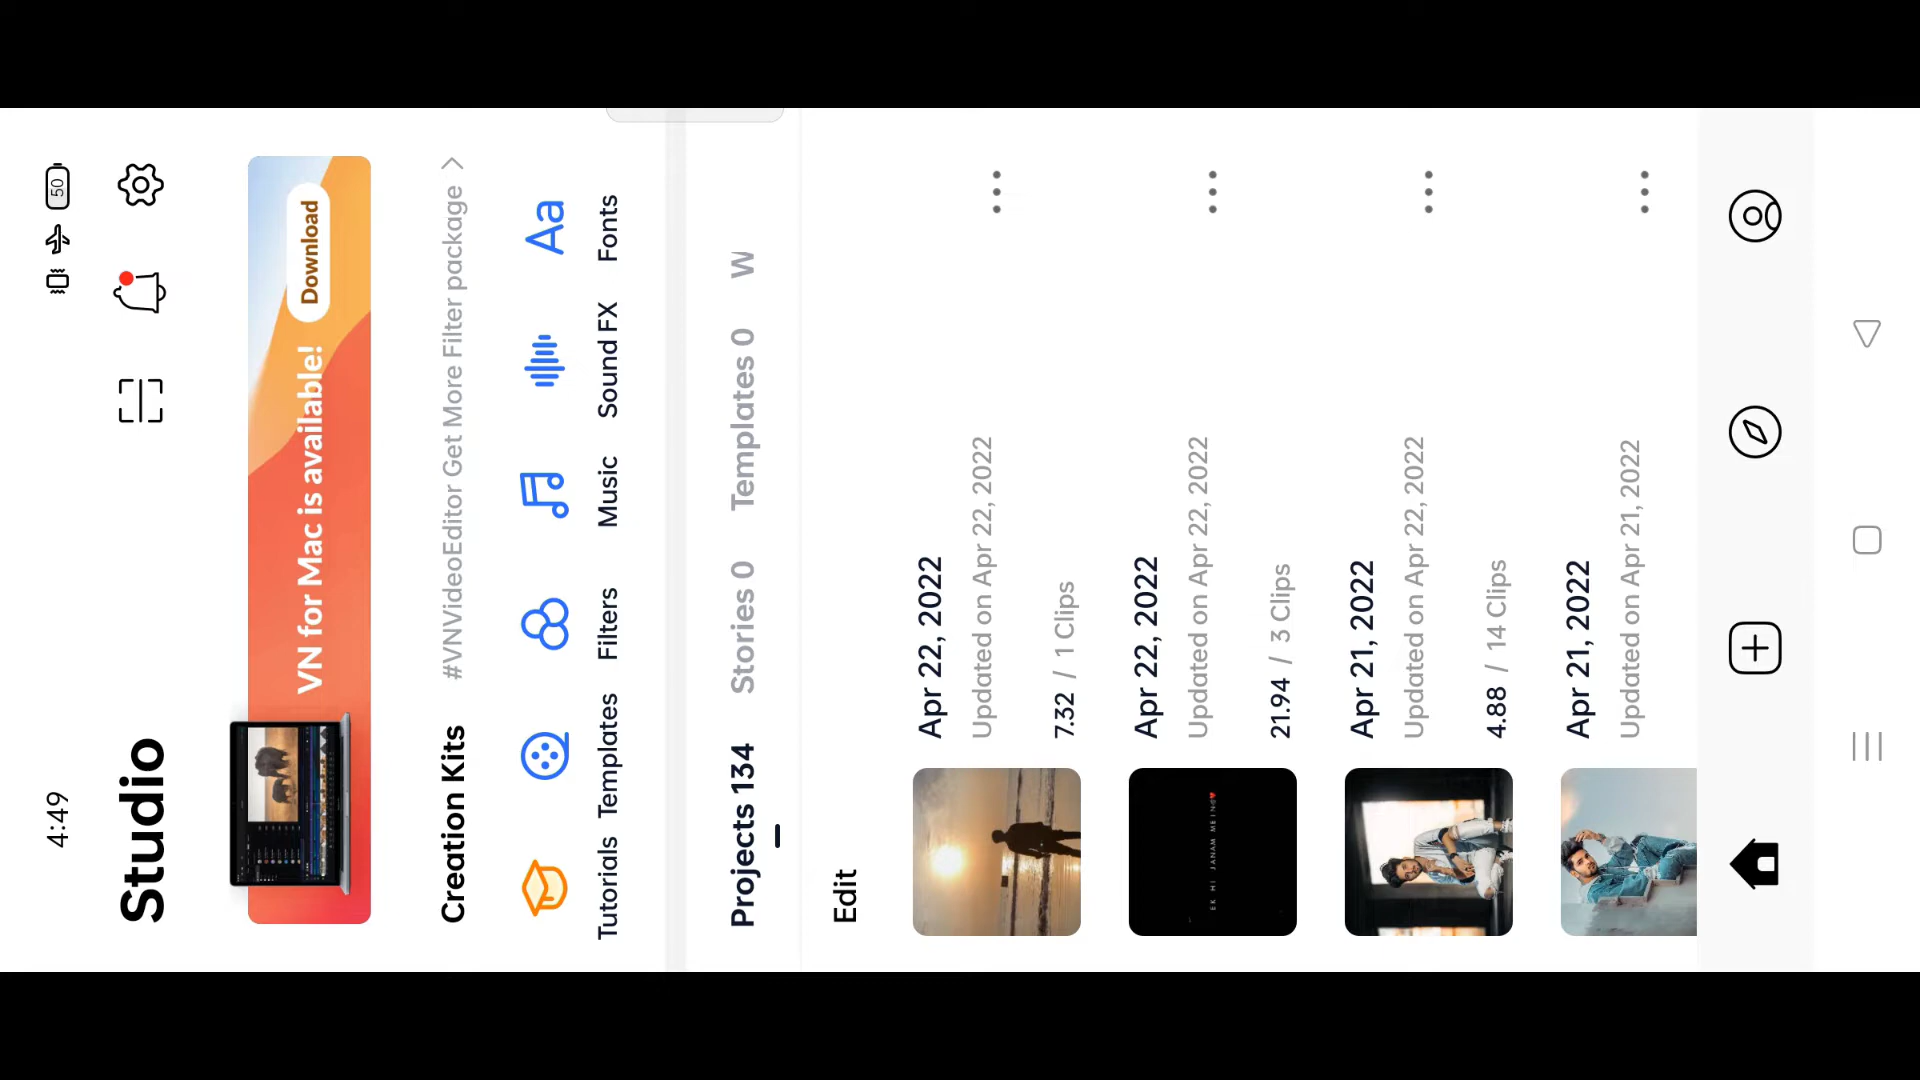 4:49
50
Studio
VN for Mac is available!
Download
Creation Kits
#VNVideoEditor Get More Filter package
Tutorials
Templates
Filters
Music
Aa
Sound FX
Fonts
Projects 134
Stories 0
Templates 0
W
Edit
Apr 22, 2022
Updated on Apr 22, 2022
7.32 / 1 Clips
EK HI JANAM MEIN
Apr 22, 2022
Updated on Apr 22, 2022
21.94 / 3 Clips
Apr 21, 2022
Updated on Apr 22, 2022
4.88 / 14 Clips
Apr 21, 2022
Updated on Apr 21, 2022